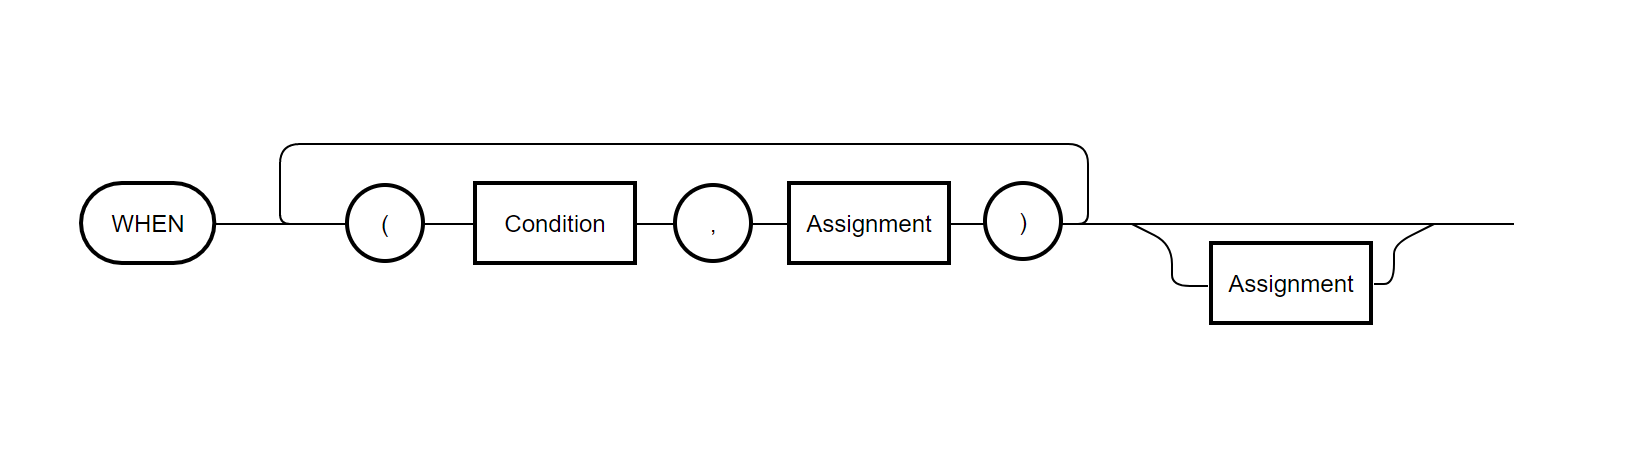 WHEN ( Condition , Assignment )
Assignment